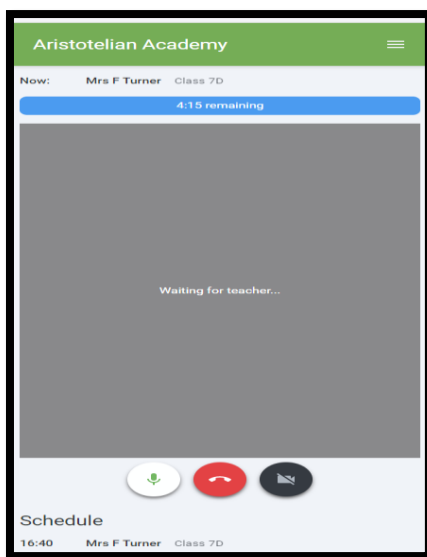 Aristotelian Academy
Now: Mrs F Turner Class 7D
4:15 remaining
Waiting for teacher...
Schedule
16:40 Mrs F Turner Class 7D